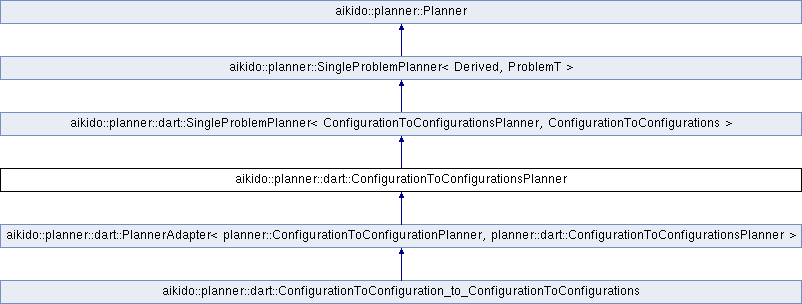 aikido::planner::Planner
aikido::planner::SingleProblemPlanner< Derived, ProblemT >
aikido::planner::dart::SingleProblemPlanner< ConfigurationToConfigurationsPlanner, ConfigurationToConfigurations >
aikido::planner::dart::ConfigurationToConfigurationsPlanner
aikido::planner::dart::PlannerAdapter< planner::ConfigurationToConfigurationPlanner, planner::dart::ConfigurationToConfigurationsPlanner >
aikido::planner::dart::ConfigurationToConfiguration_to_ConfigurationToConfigurations